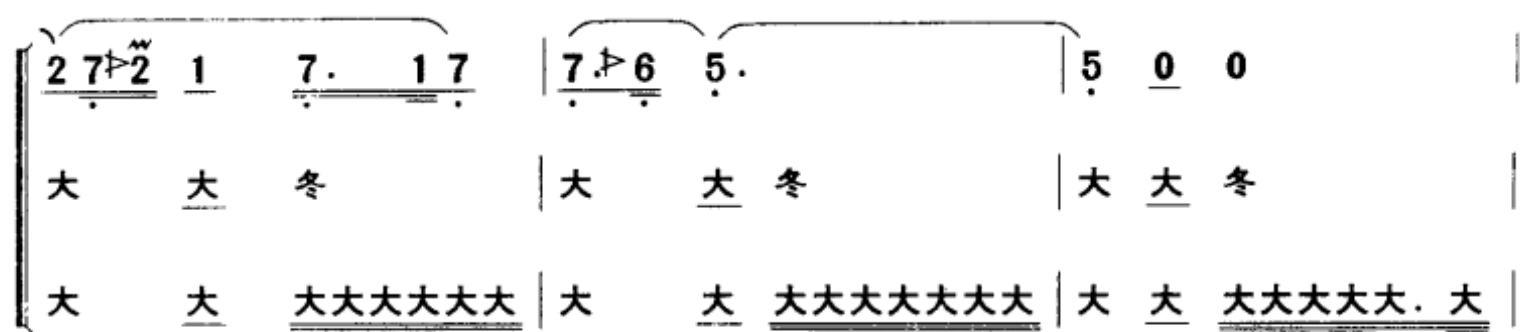 2 7 2 1 7. 1 7 | 7. 6 5. | 5 0 0 |
大 大 冬 | 大 大 冬 | 大 大 冬 |
大 大 大大大大大大 | 大 大 大大大大大大大 | 大 大 大大大大大. 大 |